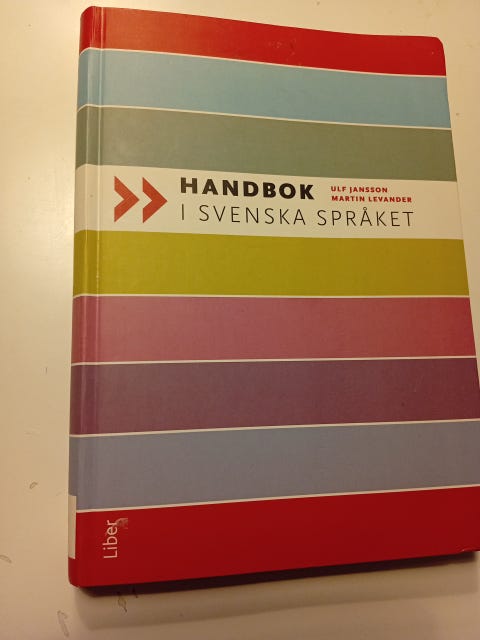 HANDBOK
I SVENSKA SPRÅKET
ULF JANSSON
MARTIN LEVANDER
Liber